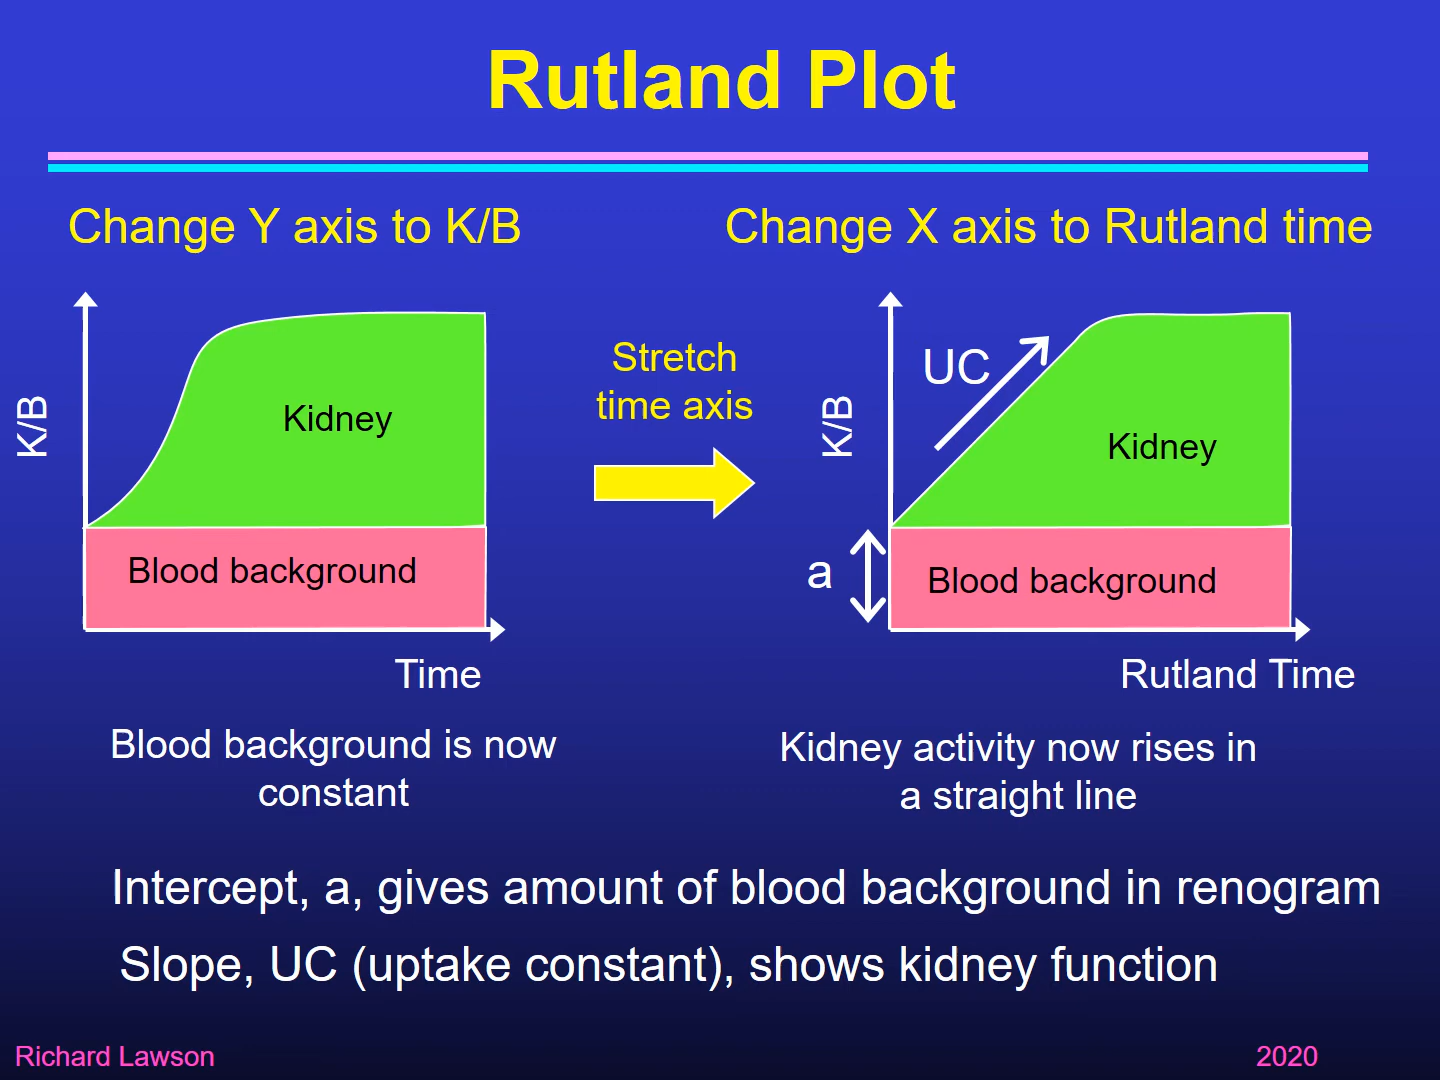 Rutland Plot
Change Y axis to K/B
Change X axis to Rutland time
K/B
Kidney
Blood background
Time
Stretch
time axis
UC
K/B
Kidney
a
Blood background
Rutland Time
Blood background is now
constant
Kidney activity now rises in
a straight line
Intercept, a, gives amount of blood background in renogram
Slope, UC (uptake constant), shows kidney function
Richard Lawson
2020